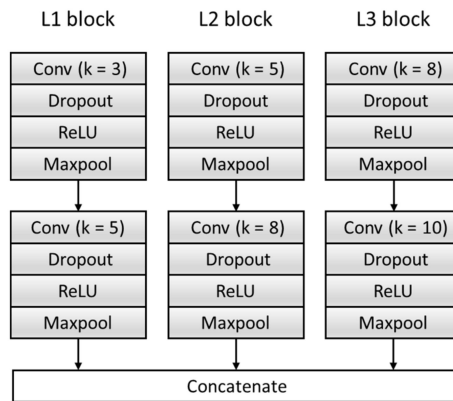 L1 block
L2 block
L3 block
Conv (k = 3)
Dropout
ReLU
Maxpool
Conv (k = 5)
Dropout
ReLU
Maxpool
Conv (k = 8)
Dropout
ReLU
Maxpool
Conv (k = 5)
Dropout
ReLU
Maxpool
Conv (k = 8)
Dropout
ReLU
Maxpool
Conv (k = 10)
Dropout
ReLU
Maxpool
Concatenate